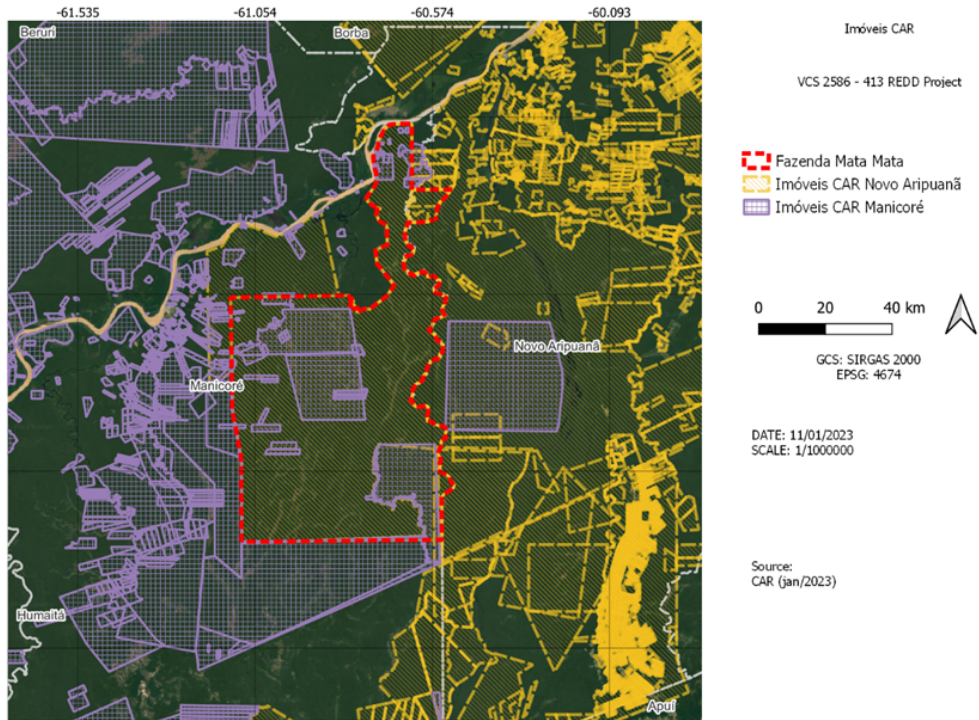 -61.535 -61.054 -60.574 -60.093
Beruri
Borba
Novo Aripuanã
Manicoré
Humaitá
Apuí
Imóveis CAR
VCS 2586 - 413 REDD Project
Fazenda Mata Mata
Imóveis CAR Novo Aripuanã
Imóveis CAR Manicoré
0 20 40 km
GCS: SIRGAS 2000
EPSG: 4674
DATE: 11/01/2023
SCALE: 1/1000000
Source:
CAR (jan/2023)